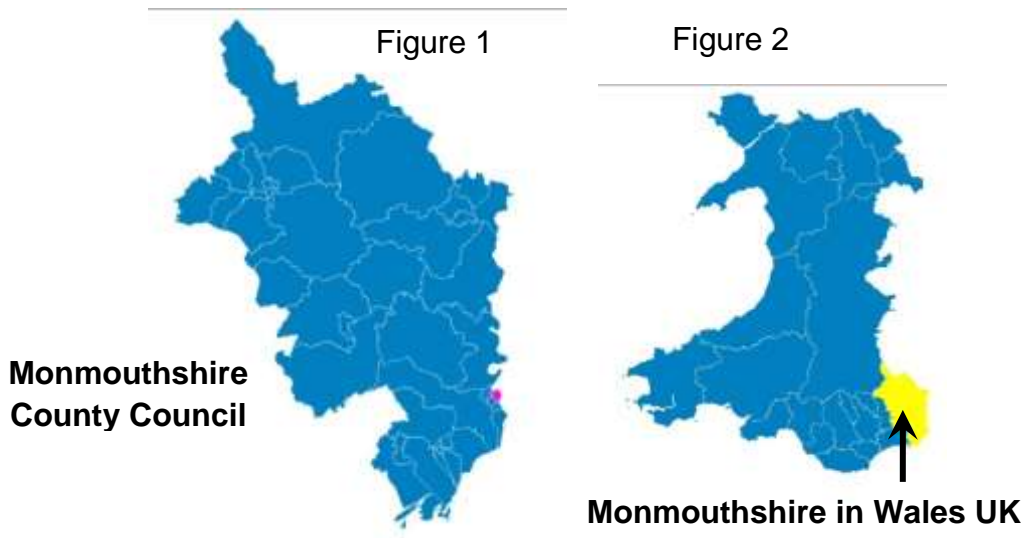 Figure 1
Figure 2
Monmouthshire
County Council
Monmouthshire in Wales UK